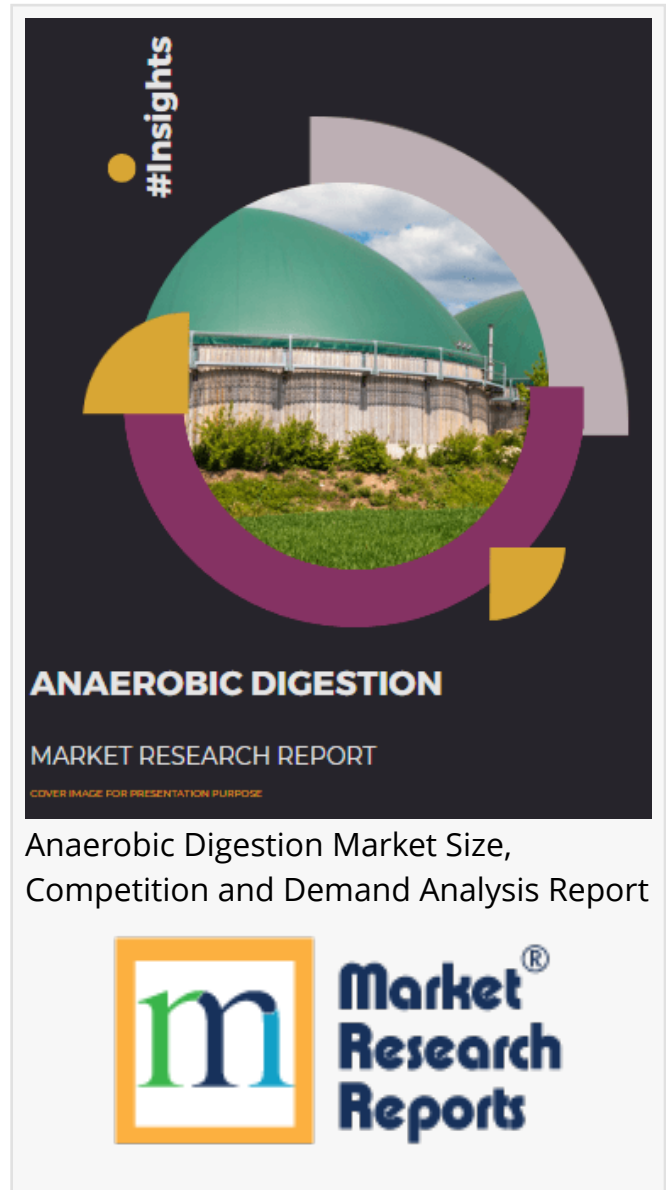 #Insights
ANAEROBIC DIGESTION
MARKET RESEARCH REPORT
COVER IMAGE FOR PRESENTATION PURPOSE
Anaerobic Digestion Market Size,
Competition and Demand Analysis Report
m
Market®
Research
Reports